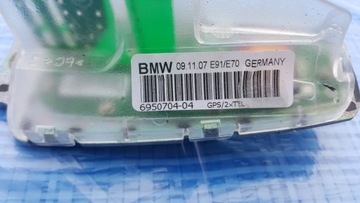 BMW 09.11.07 E91/E70 GERMANY
6950704-04 GPS/2xTEL